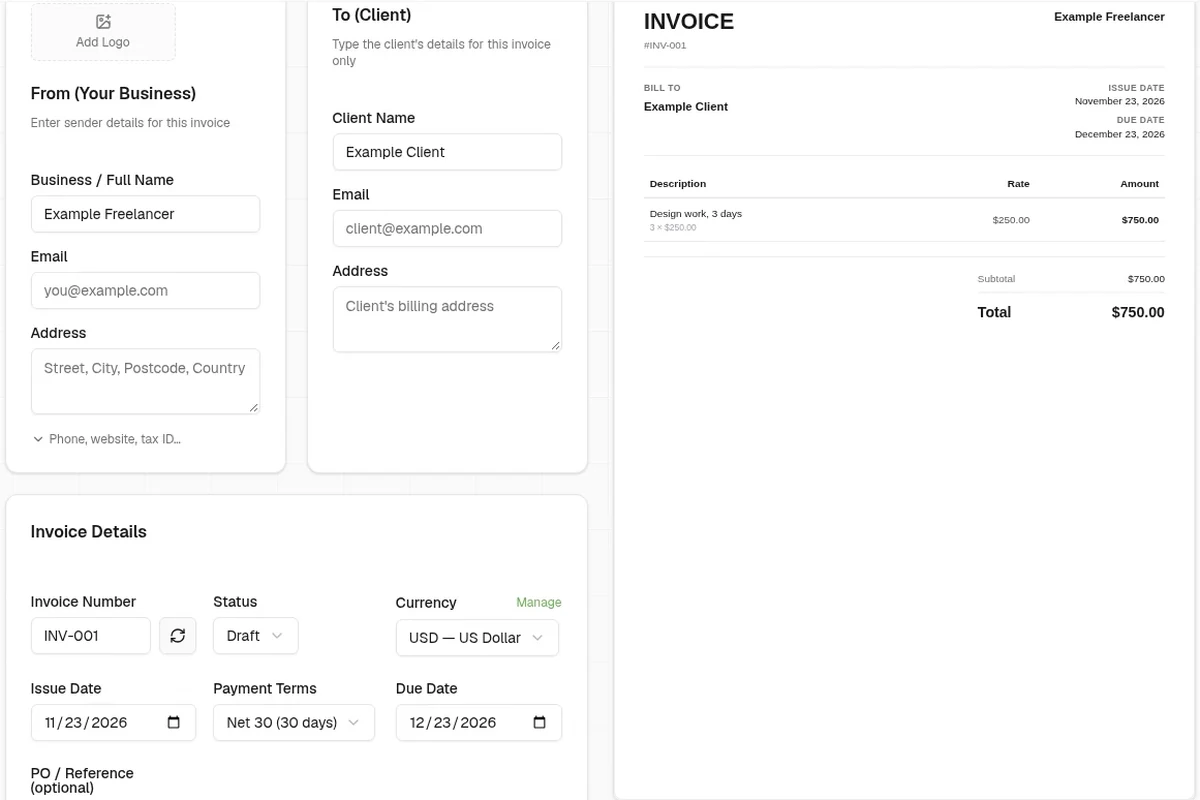 Add Logo
From (Your Business)
Enter sender details for this invoice
Business / Full Name
Example Freelancer
Email
you@example.com
Address
Street, City, Postcode, Country
Phone, website, tax ID...
To (Client)
Type the client's details for this invoice
only
Client Name
Example Client
Email
client@example.com
Address
Client's billing address
Invoice Details
Invoice Number
INV-001
Status
Draft
Currency
Manage
USD — US Dollar
Issue Date
11/23/2026
Payment Terms
Net 30 (30 days)
Due Date
12/23/2026
PO / Reference
(optional)
INVOICE
#INV-001
Example Freelancer
BILL TO
Example Client
ISSUE DATE
November 23, 2026
DUE DATE
December 23, 2026
Description Rate Amount
Design work, 3 days $250.00 $750.00
3 × $250.00
Subtotal $750.00
Total $750.00